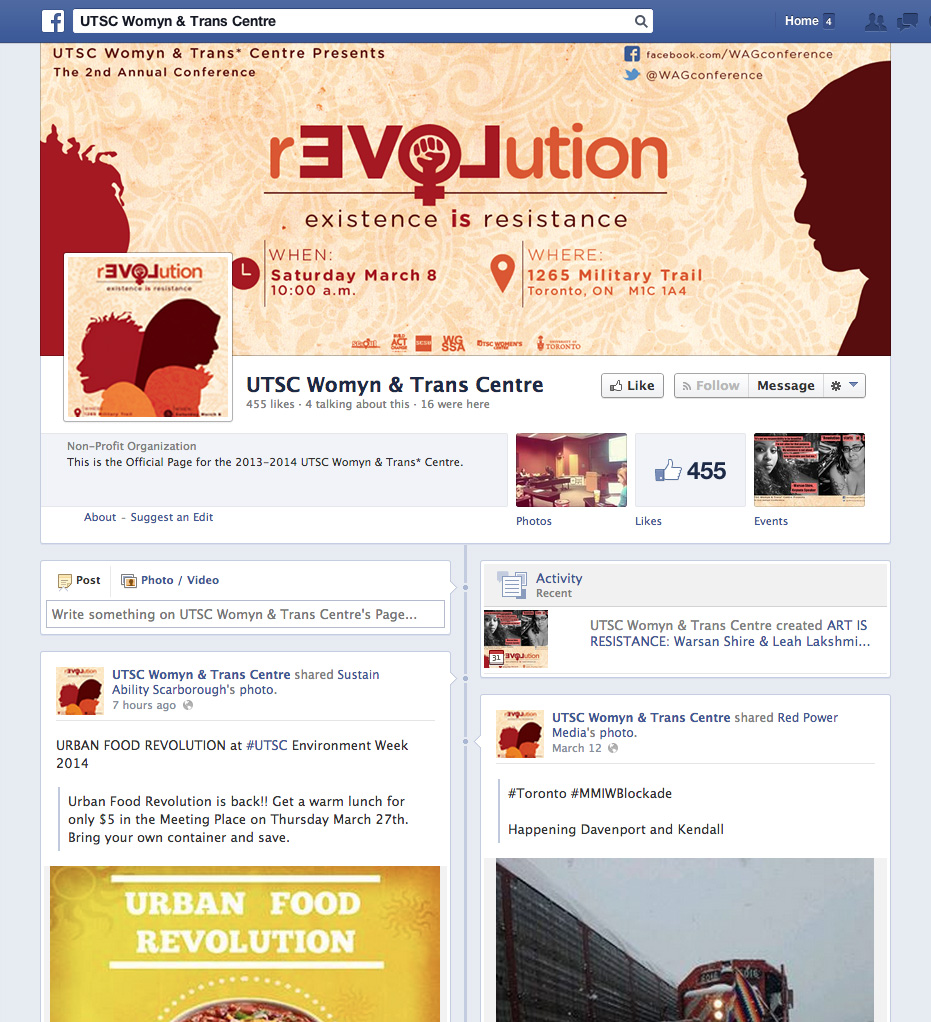 UTSC Womyn & Trans Centre
Home 4
UTSC Womyn & Trans* Centre Presents
The 2nd Annual Conference
facebook.com/WAGconference
@WAGconference
rEVOLution
existence is resistance
WHEN:
Saturday March 8
10:00 a.m.
WHERE:
1265 Military Trail
Toronto, ON M1C 1A4
WGSSA
UTSC WOMEN'S CENTRE
UNIVERSITY OF TORONTO
rEVOLution
existence is resistance
1265 Military Trail
Saturday March 8
UTSC Womyn & Trans Centre
455 likes · 4 talking about this · 16 were here
Like
Follow
Message
Non-Profit Organization
This is the Official Page for the 2013-2014 UTSC Womyn & Trans* Centre.
About - Suggest an Edit
Photos
455
Likes
Events
Post
Photo / Video
Write something on UTSC Womyn & Trans Centre's Page...
Activity
Recent
31
UTSC Womyn & Trans Centre created ART IS
RESISTANCE: Warsan Shire & Leah Lakshmi...
UTSC Womyn & Trans Centre shared Sustain
Ability Scarborough's photo.
7 hours ago
URBAN FOOD REVOLUTION at #UTSC Environment Week
2014
Urban Food Revolution is back!! Get a warm lunch for
only $5 in the Meeting Place on Thursday March 27th.
Bring your own container and save.
URBAN FOOD
REVOLUTION
UTSC Womyn & Trans Centre shared Red Power
Media's photo.
March 12
#Toronto #MMIWBlockade
Happening Davenport and Kendall